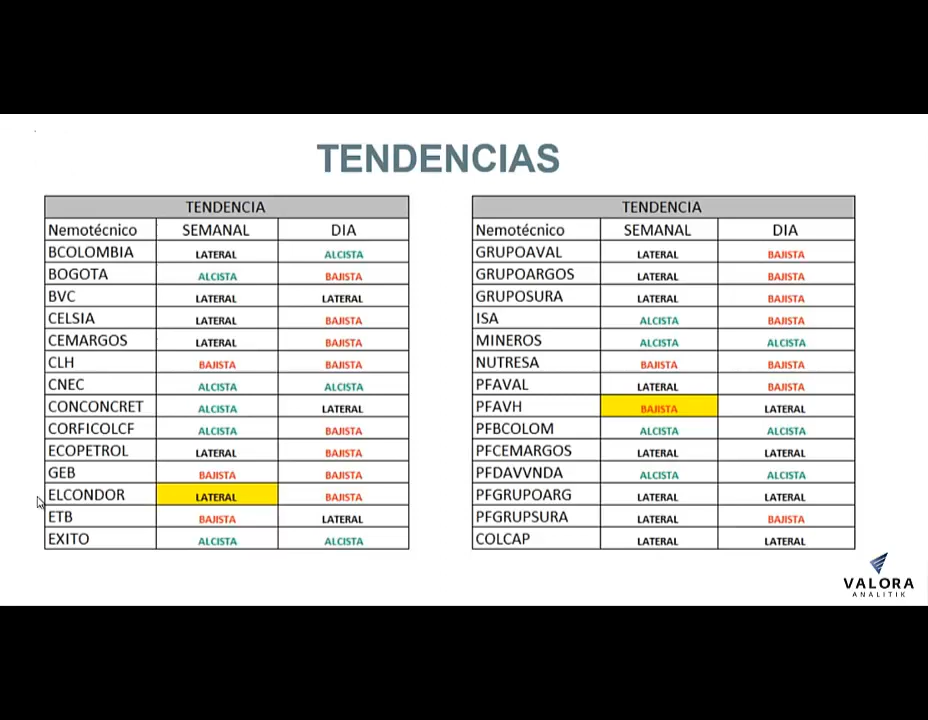 TENDENCIAS
TENDENCIA
Nemotécnico SEMANAL DIA
BCOLOMBIA LATERAL ALCISTA
BOGOTA ALCISTA BAJISTA
BVC LATERAL LATERAL
CELSIA LATERAL BAJISTA
CEMARGOS LATERAL BAJISTA
CLH BAJISTA BAJISTA
CNEC ALCISTA ALCISTA
CONCONCRET ALCISTA LATERAL
CORFICOLCF ALCISTA BAJISTA
ECOPETROL LATERAL BAJISTA
GEB BAJISTA BAJISTA
ELCONDOR LATERAL BAJISTA
ETB BAJISTA LATERAL
EXITO ALCISTA ALCISTA
TENDENCIA
Nemotécnico SEMANAL DIA
GRUPOAVAL LATERAL BAJISTA
GRUPOARGOS LATERAL BAJISTA
GRUPOSURA LATERAL BAJISTA
ISA ALCISTA BAJISTA
MINEROS ALCISTA ALCISTA
NUTRESA BAJISTA BAJISTA
PFAVAL LATERAL BAJISTA
PFAVH BAJISTA LATERAL
PFBCOLOM ALCISTA ALCISTA
PFCEMARGOS LATERAL LATERAL
PFDAVVNDA ALCISTA ALCISTA
PFGRUPOARG LATERAL LATERAL
PFGRUPSURA LATERAL BAJISTA
COLCAP LATERAL LATERAL
VALORA
ANALITIK